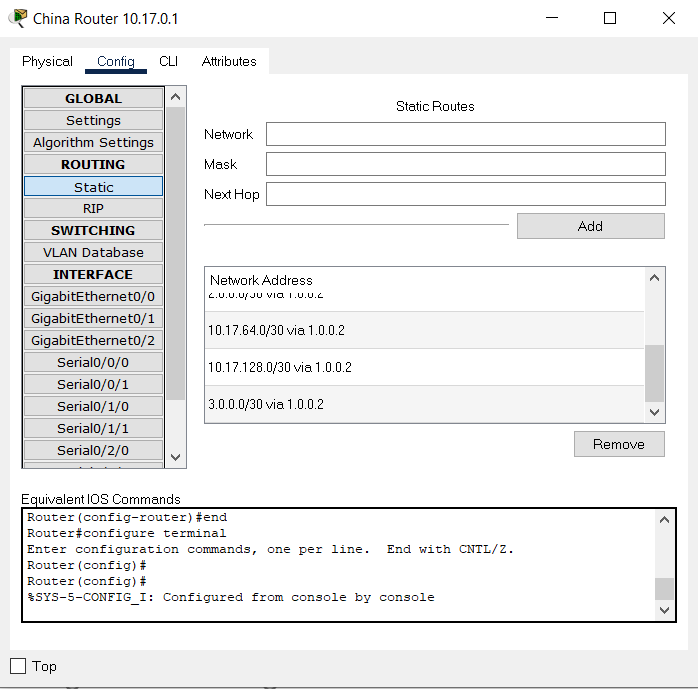 China Router 10.17.0.1
Physical Config CLI Attributes
GLOBAL
Settings
Algorithm Settings
ROUTING
Static
RIP
SWITCHING
VLAN Database
INTERFACE
GigabitEthernet0/0
GigabitEthernet0/1
GigabitEthernet0/2
Serial0/0/0
Serial0/0/1
Serial0/1/0
Serial0/1/1
Serial0/2/0
Static Routes
Network
Mask
Next Hop
Add
Network Address
2.0.0.0/30 via 1.0.0.2
10.17.64.0/30 via 1.0.0.2
10.17.128.0/30 via 1.0.0.2
3.0.0.0/30 via 1.0.0.2
Remove
Equivalent IOS Commands
Router(config-router)#end
Router#configure terminal
Enter configuration commands, one per line.  End with CNTL/Z.
Router(config)#
Router(config)#
%SYS-5-CONFIG_I: Configured from console by console
Top